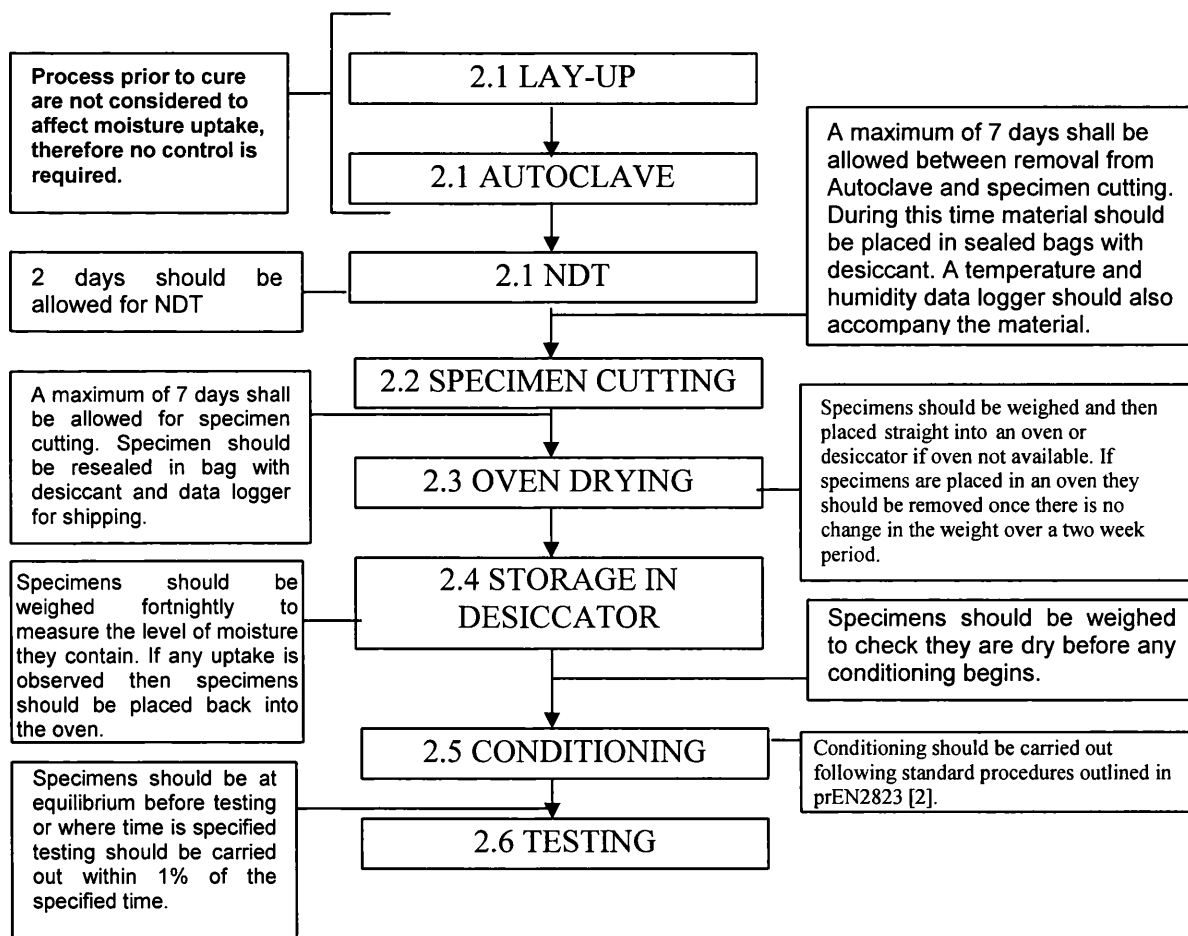 Process prior to cure
are not considered to
affect moisture uptake,
therefore no control is
required.
2.1 LAY-UP
2.1 AUTOCLAVE
A maximum of 7 days shall be
allowed between removal from
Autoclave and specimen cutting.
During this time material should
be placed in sealed bags with
desiccant. A temperature and
humidity data logger should also
accompany the material.
2 days should be
allowed for NDT
2.1 NDT
2.2 SPECIMEN CUTTING
A maximum of 7 days shall
be allowed for specimen
cutting. Specimen should
be resealed in bag with
desiccant and data logger
for shipping.
2.3 OVEN DRYING
Specimens should be weighed and then
placed straight into an oven or
desiccator if oven not available. If
specimens are placed in an oven they
should be removed once there is no
change in the weight over a two week
period.
2.4 STORAGE IN
DESICCATOR
Specimens should be
weighed fortnightly to
measure the level of moisture
they contain. If any uptake is
observed then specimens
should be placed back into
the oven.
Specimens should be weighed
to check they are dry before any
conditioning begins.
2.5 CONDITIONING
Conditioning should be carried out
following standard procedures outlined in
prEN2823 [2].
Specimens should be at
equilibrium before testing
or where time is specified
testing should be carried
out within 1% of the
specified time.
2.6 TESTING